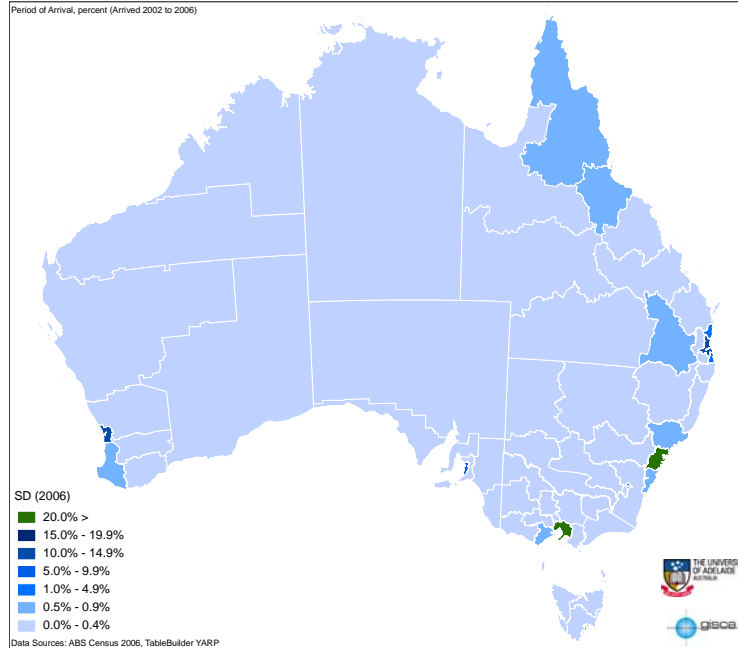 Period of Arrival, percent (Arrived 2002 to 2006)
SD (2006)
20.0% >
15.0% - 19.9%
10.0% - 14.9%
5.0% - 9.9%
1.0% - 4.9%
0.5% - 0.9%
0.0% - 0.4%
THE UNIVERS
OF ADELAIDE
AUSTRALIA
gisca
Data Sources: ABS Census 2006, TableBuilder YARP